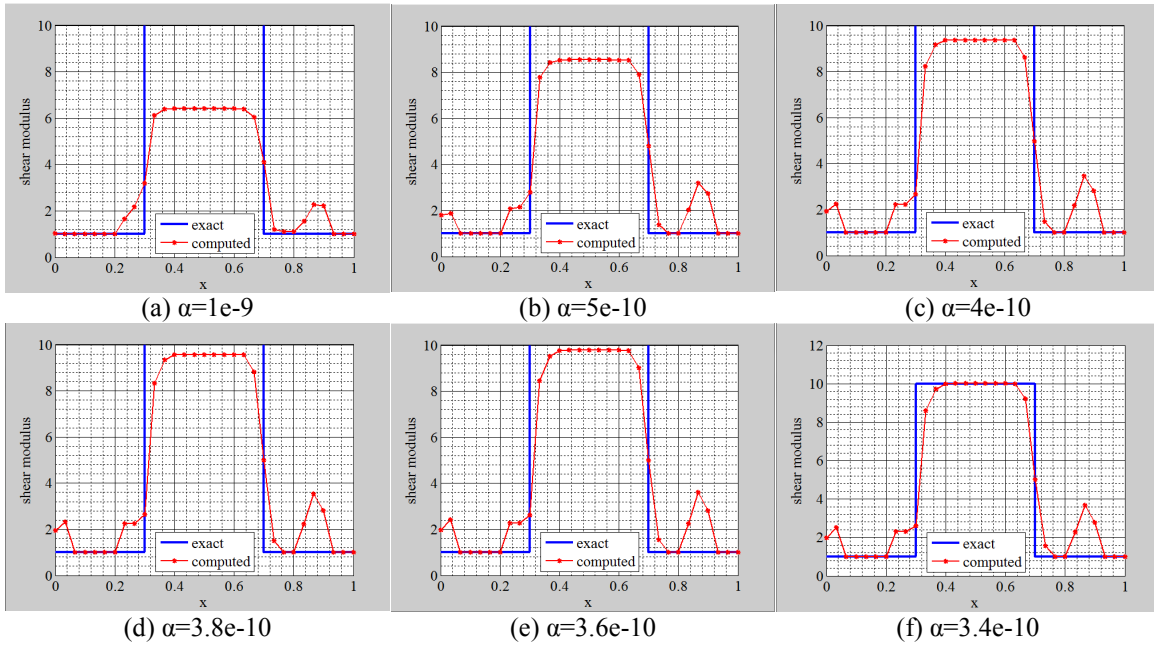 10
8
6
4
2
0
shear modulus
exact
computed
0 0.2 0.4 0.6 0.8 1
x
(a) α=1e-9
10
8
6
4
2
0
shear modulus
exact
computed
0 0.2 0.4 0.6 0.8 1
x
(b) α=5e-10
10
8
6
4
2
0
shear modulus
exact
computed
0 0.2 0.4 0.6 0.8 1
x
(c) α=4e-10
10
8
6
4
2
0
shear modulus
exact
computed
0 0.2 0.4 0.6 0.8 1
x
(d) α=3.8e-10
10
8
6
4
2
0
shear modulus
exact
computed
0 0.2 0.4 0.6 0.8 1
x
(e) α=3.6e-10
12
10
8
6
4
2
0
shear modulus
exact
computed
0 0.2 0.4 0.6 0.8 1
x
(f) α=3.4e-10